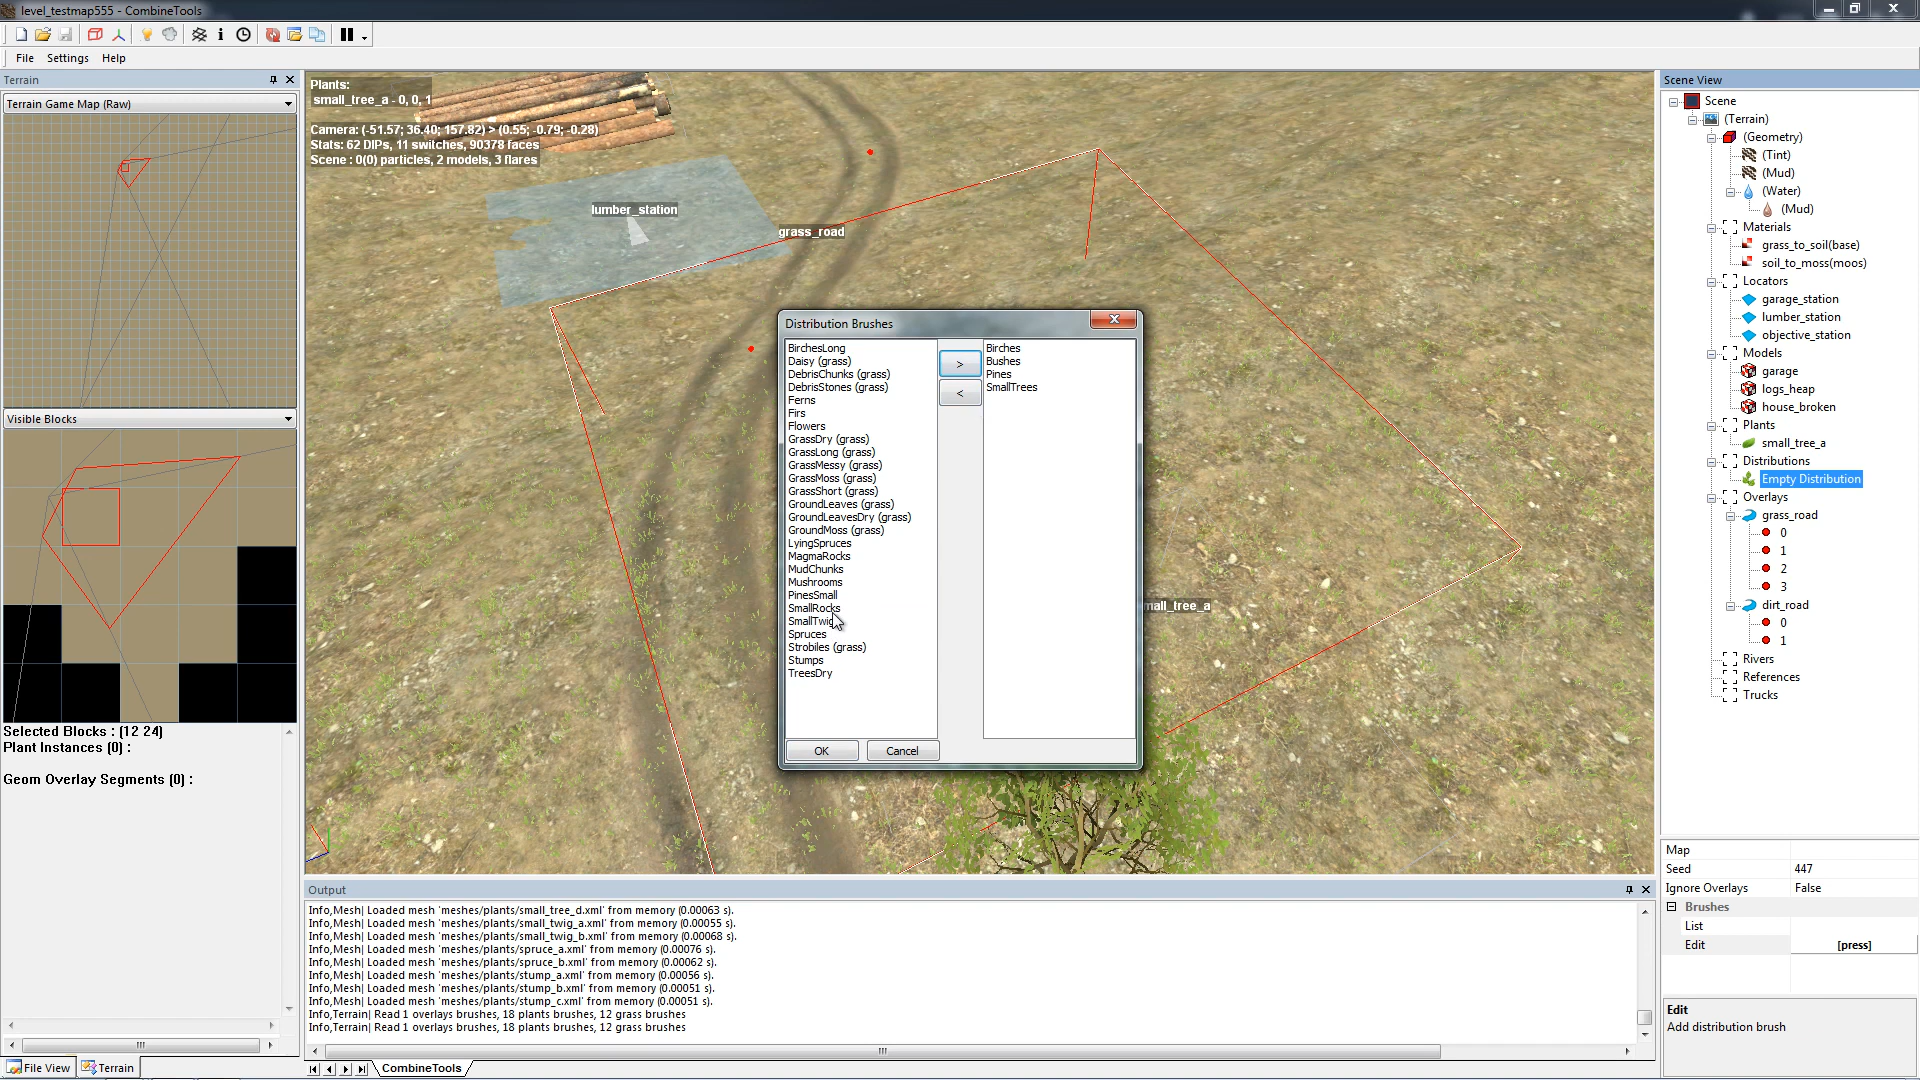 level_testmap555 - CombineTools
File Settings Help
Terrain
Terrain Game Map (Raw)
Visible Blocks
Selected Blocks : (12 24)
Plant Instances (0) :
Geom Overlay Segments (0) :
File View
Terrain
Plants:
small_tree_a - 0, 0, 1
Camera: (-51.57; 36.40; 157.82) > (0.55; -0.79; -0.28)
Stats: 62 DIPs, 11 switches, 90378 faces
Scene : 0(0) particles, 2 models, 3 flares
lumber_station
grass_road
mall_tree_a
Distribution Brushes
BirchesLong
Daisy (grass)
DebrisChunks (grass)
DebrisStones (grass)
Ferns
Firs
Flowers
GrassDry (grass)
GrassLong (grass)
GrassMessy (grass)
GrassMoss (grass)
GrassShort (grass)
GroundLeaves (grass)
GroundLeavesDry (grass)
GroundMoss (grass)
LyingSpruces
MagmaRocks
MudChunks
Mushrooms
PinesSmall
SmallRocks
SmallTwig
Spruces
Strobiles (grass)
Stumps
TreesDry
>
<
Birches
Bushes
Pines
SmallTrees
OK
Cancel
Output
Info,Mesh| Loaded mesh 'meshes/plants/small_tree_d.xml' from memory (0.00063 s).
Info,Mesh| Loaded mesh 'meshes/plants/small_twig_a.xml' from memory (0.00055 s).
Info,Mesh| Loaded mesh 'meshes/plants/small_twig_b.xml' from memory (0.00068 s).
Info,Mesh| Loaded mesh 'meshes/plants/spruce_a.xml' from memory (0.00076 s).
Info,Mesh| Loaded mesh 'meshes/plants/spruce_b.xml' from memory (0.00062 s).
Info,Mesh| Loaded mesh 'meshes/plants/stump_a.xml' from memory (0.00056 s).
Info,Mesh| Loaded mesh 'meshes/plants/stump_b.xml' from memory (0.00051 s).
Info,Mesh| Loaded mesh 'meshes/plants/stump_c.xml' from memory (0.00051 s).
Info,Terrain| Read 1 overlays brushes, 18 plants brushes, 12 grass brushes
Info,Terrain| Read 1 overlays brushes, 18 plants brushes, 12 grass brushes
CombineTools
Scene View
Scene
(Terrain)
(Geometry)
(Tint)
(Mud)
(Water)
(Mud)
Materials
grass_to_soil(base)
soil_to_moss(moos)
Locators
garage_station
lumber_station
objective_station
Models
garage
logs_heap
house_broken
Plants
small_tree_a
Distributions
Empty Distribution
Overlays
grass_road
0
1
2
3
dirt_road
0
1
Rivers
References
Trucks
Map
Seed 447
Ignore Overlays False
Brushes
List
Edit [press]
Edit
Add distribution brush